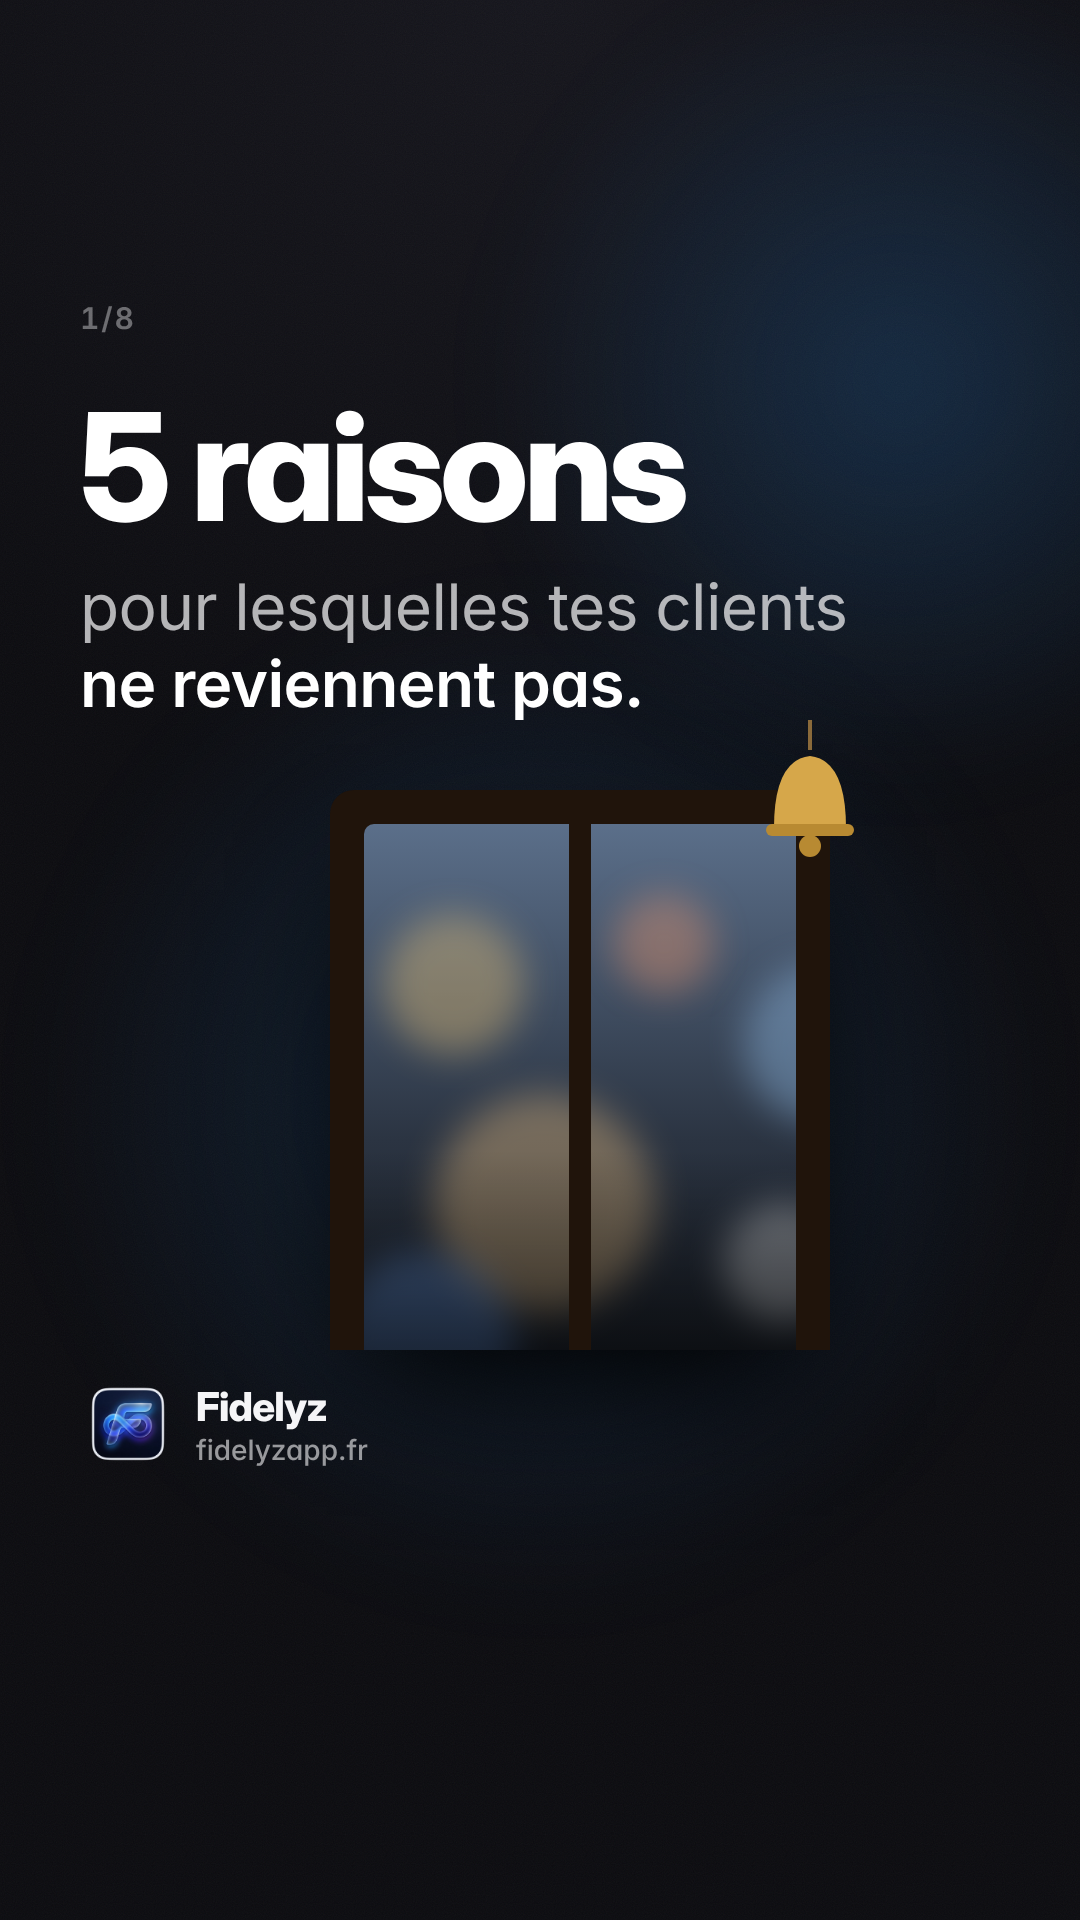 1/8
5 raisons
pour lesquelles tes clients
ne reviennent pas.
Fidelyz
fidelyzapp.fr